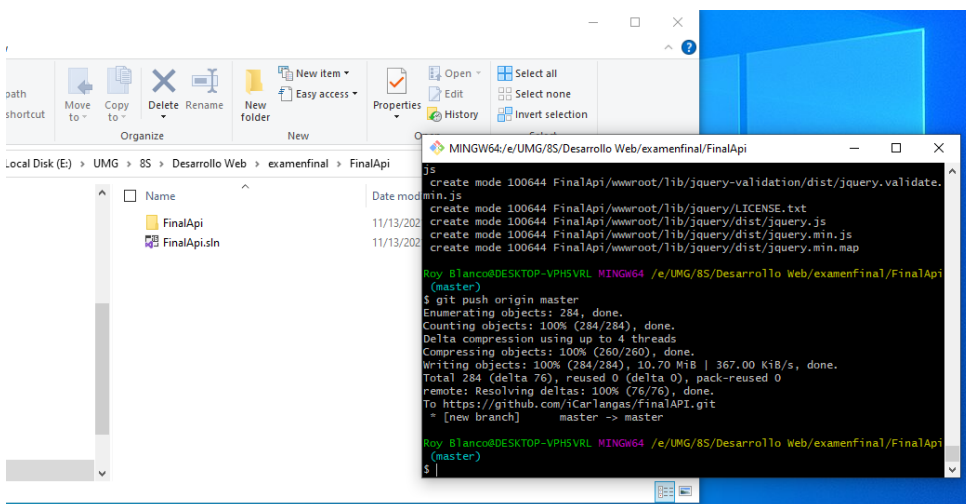 path
shortcut
Move to
Copy to
Delete
Rename
New folder
New item
Easy access
Properties
Open
Edit
History
Select all
Select none
Invert selection
Organize
New
Local Disk (E:) > UMG > 8S > Desarrollo Web > examenfinal > FinalApi
Name
Date mod
FinalApi
11/13/202
FinalApi.sln
11/13/202
MINGW64:/e/UMG/8S/Desarrollo Web/examenfinal/FinalApi
js
create mode 100644 FinalApi/wwwroot/lib/jquery-validation/dist/jquery.validate.
min.js
create mode 100644 FinalApi/wwwroot/lib/jquery/LICENSE.txt
create mode 100644 FinalApi/wwwroot/lib/jquery/dist/jquery.js
create mode 100644 FinalApi/wwwroot/lib/jquery/dist/jquery.min.js
create mode 100644 FinalApi/wwwroot/lib/jquery/dist/jquery.min.map
Roy Blanco@DESKTOP-VPH5VRL MINGW64 /e/UMG/8S/Desarrollo Web/examenfinal/FinalApi
(master)
$ git push origin master
Enumerating objects: 284, done.
Counting objects: 100% (284/284), done.
Delta compression using up to 4 threads
Compressing objects: 100% (260/260), done.
Writing objects: 100% (284/284), 10.70 MiB | 367.00 KiB/s, done.
Total 284 (delta 76), reused 0 (delta 0), pack-reused 0
remote: Resolving deltas: 100% (76/76), done.
To https://github.com/iCarlangas/finalAPI.git
* [new branch] master -> master
Roy Blanco@DESKTOP-VPH5VRL MINGW64 /e/UMG/8S/Desarrollo Web/examenfinal/FinalApi
(master)
$